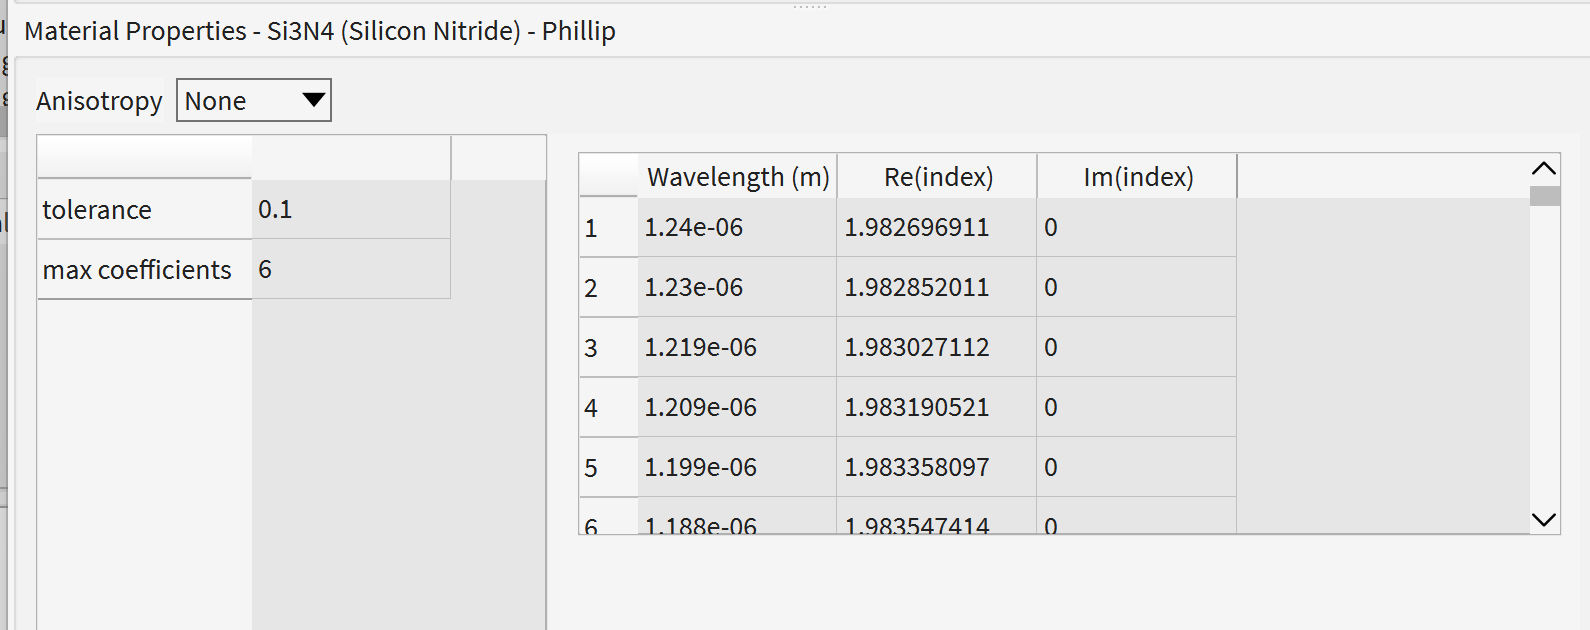 Material Properties - Si3N4 (Silicon Nitride) - Phillip
Anisotropy None
tolerance 0.1
max coefficients 6
Wavelength (m) Re(index) Im(index)
1 1.24e-06 1.982696911 0
2 1.23e-06 1.982852011 0
3 1.219e-06 1.983027112 0
4 1.209e-06 1.983190521 0
5 1.199e-06 1.983358097 0
6 1.188e-06 1.983547414 0